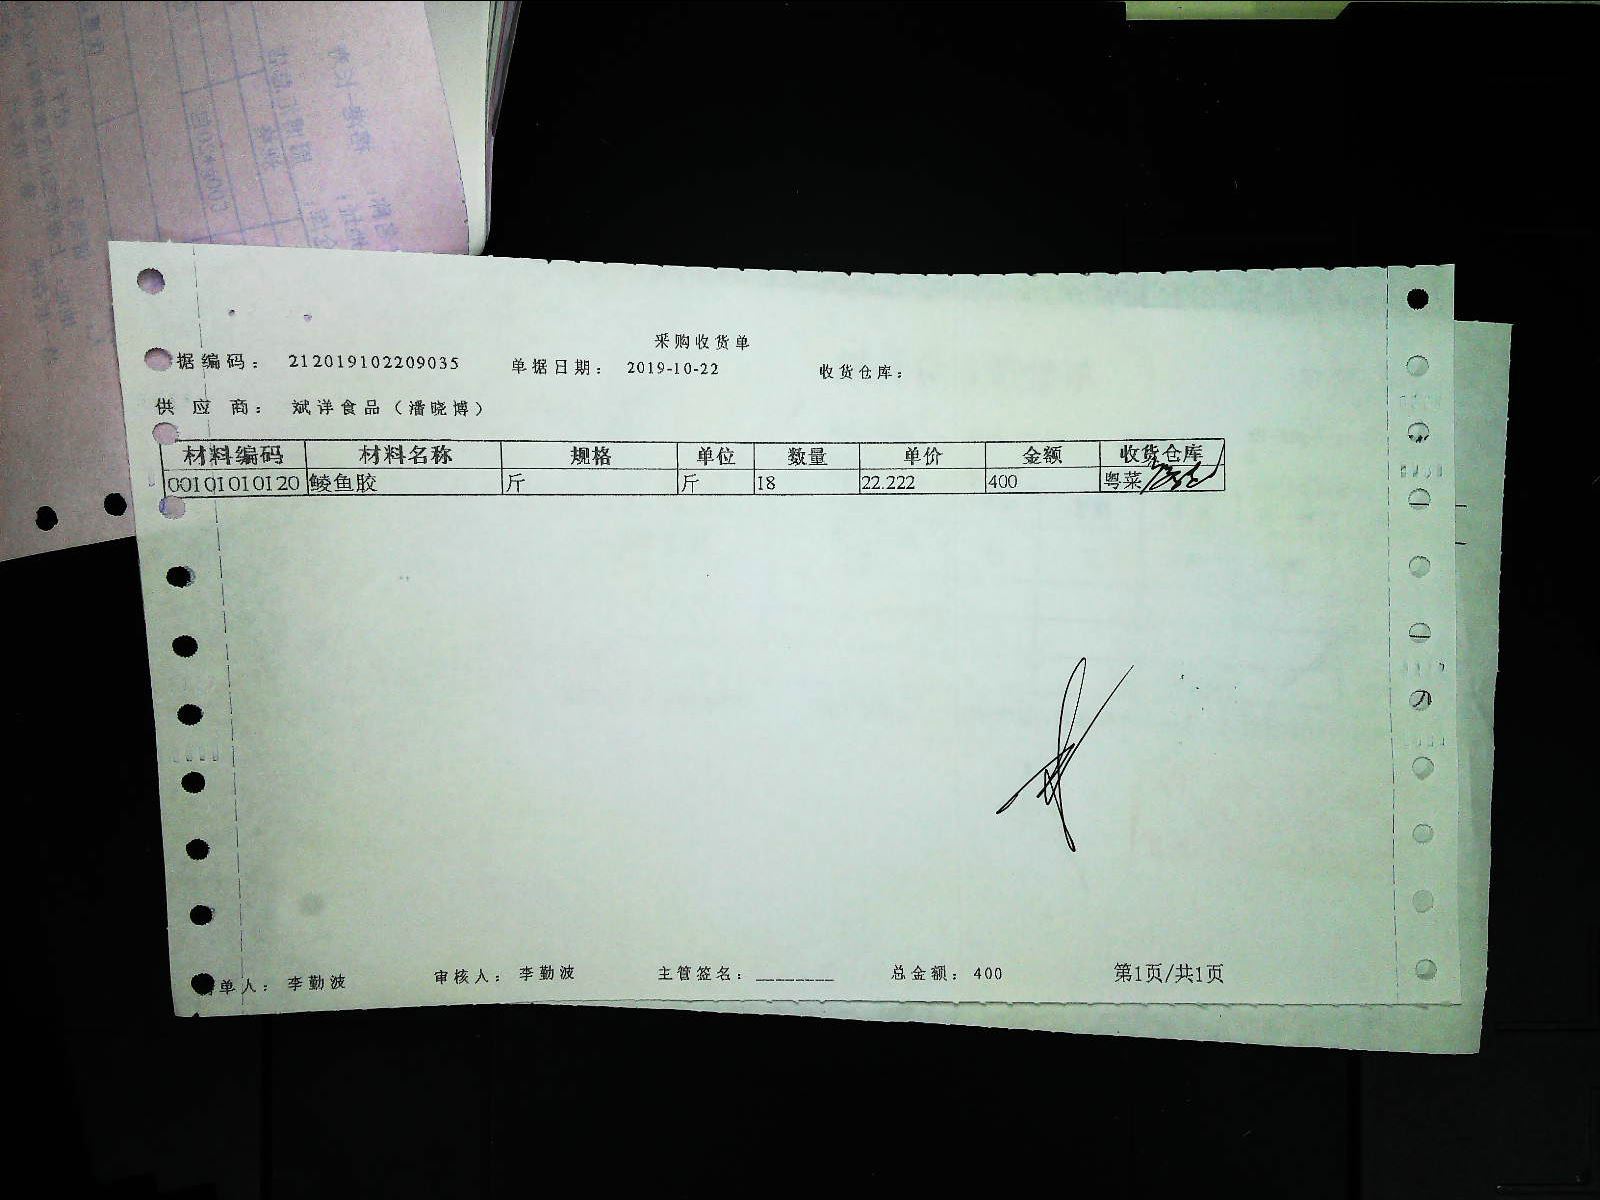 采购收货单
据编码： 212019102209035 单据日期： 2019-10-22 收货仓库：
供应商： 斌洋食品（潘晓博）
材料编码 材料名称 规格 单位 数量 单价 金额 收货仓库
00101010120 鲮鱼胶 斤 斤 18 22.222 400 粤菜
单人： 李勤波 审核人： 李勤波 主管签名：________ 总金额： 400 第1页/共1页